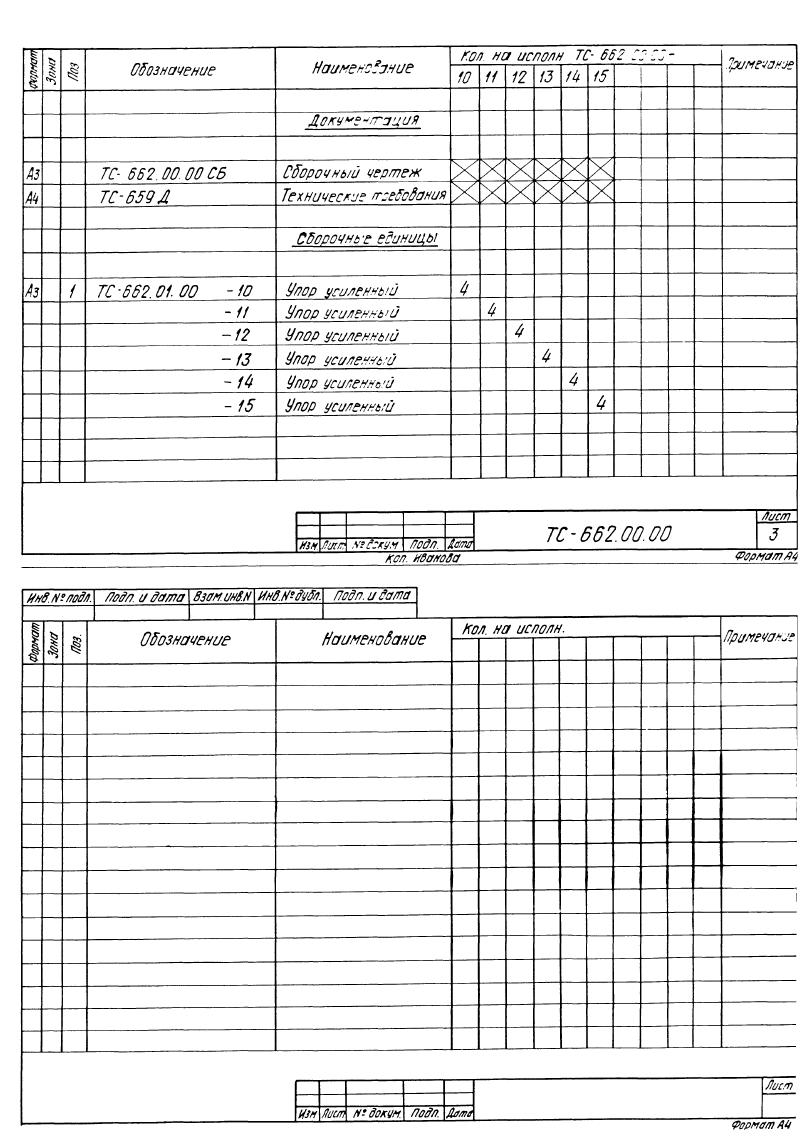 Формат Зона Поз Обозначение Наименование Кол. на исполн ТС-662.00.00- Примечание
10 11 12 13 14 15
Документация
А3 ТС-662.00.00 СБ Сборочный чертеж
А4 ТС-659 Д Технические требования
Сборочные единицы
А3 1 ТС-662.01.00 -10 Упор усиленный 4
-11 Упор усиленный 4
-12 Упор усиленный 4
-13 Упор усиленный 4
-14 Упор усиленный 4
-15 Упор усиленный 4
ТС-662.00.00 Лист
3
Изм Лист № докум Подп. Дата
Коп. Иванова Формат А4
Инв.№ подл. Подп. и дата Взам.инв.N Инв.№ дубл. Подп. и дата
Формат Зона Поз. Обозначение Наименование Кол. на исполн. Примечание
Лист
Изм Лист № докум. Подп. Дата
Формат А4